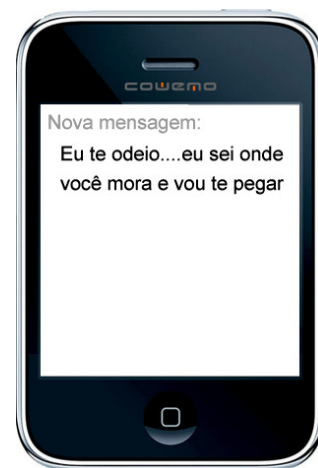 cowemo
Nova mensagem:
Eu te odeio....eu sei onde
você mora e vou te pegar